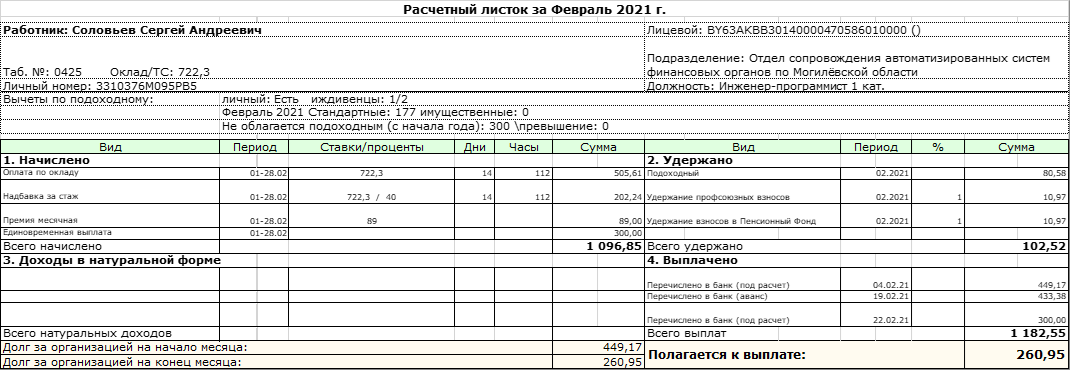 Расчетный листок за Февраль 2021 г.
Работник: Соловьев Сергей Андреевич Лицевой: BY63AKBB30140000470586010000 ()
Подразделение: Отдел сопровождения автоматизированных систем
Таб. №: 0425 Оклад/ТС: 722,3 финансовых органов по Могилёвской области
Личный номер: 3310376M095PB5 Должность: Инженер-программист 1 кат.
Вычеты по подоходному: личный: Есть иждивенцы: 1/2
Февраль 2021 Стандартные: 177 имущественные: 0
Не облагается подоходным (с начала года): 300 \превышение: 0
Вид Период Ставки/проценты Дни Часы Сумма Вид Период % Сумма
1. Начислено 2. Удержано
Оплата по окладу 01-28.02 722,3 14 112 505,61 Подоходный 02.2021 80,58
Надбавка за стаж 01-28.02 722,3 / 40 14 112 202,24 Удержание профсоюзных взносов 02.2021 1 10,97
Премия месячная 01-28.02 89 89,00 Удержание взносов в Пенсионный Фонд 02.2021 1 10,97
Единовременная выплата 01-28.02 300,00
Всего начислено 1 096,85 Всего удержано 102,52
3. Доходы в натуральной форме 4. Выплачено
Перечислено в банк (под расчет) 04.02.21 449,17
Перечислено в банк (аванс) 19.02.21 433,38
Перечислено в банк (под расчет) 22.02.21 300,00
Всего натуральных доходов Всего выплат 1 182,55
Долг за организацией на начало месяца: 449,17 Полагается к выплате: 260,95
Долг за организацией на конец месяца: 260,95